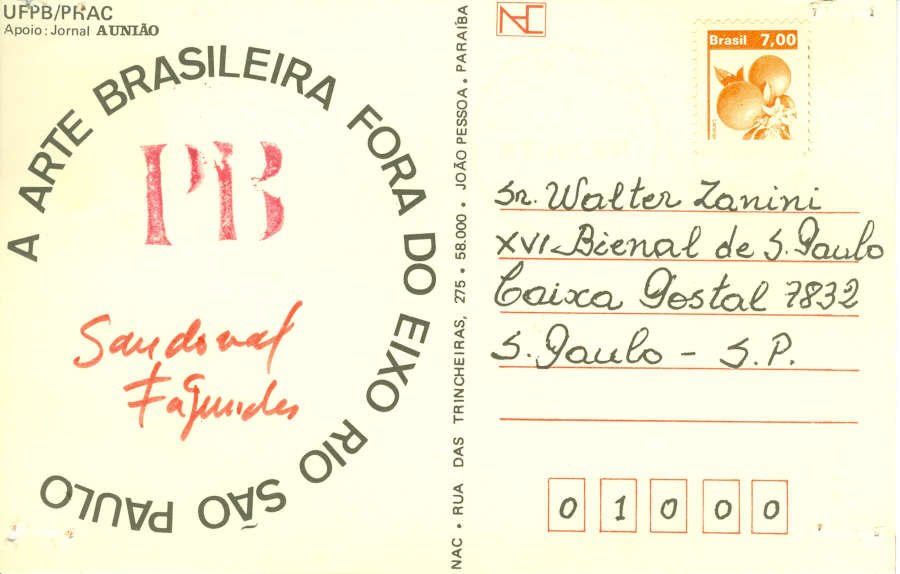 UFPB/PRAC
Apoio: Jornal A UNIÃO
A ARTE BRASILEIRA FORA DO EIXO RIO SÃO PAULO
PB
Sandoval
Fagundes
NAC • RUA DAS TRINCHEIRAS, 275 • 58.000 • JOÃO PESSOA • PARAÍBA
NAC
Brasil 7,00
Sr. Walter Zanini
XVI-Bienal de S. Paulo
Caixa Postal 7832
S. Paulo - S.P.
0 1 0 0 0